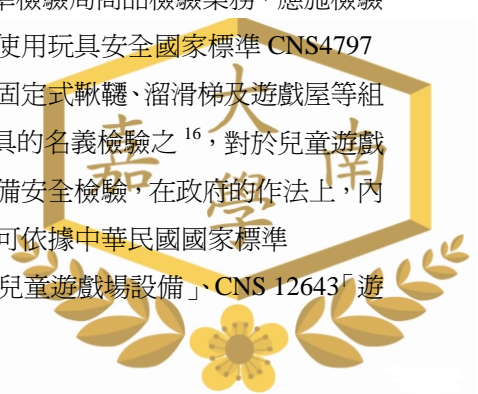 準檢驗局商品檢驗業務，應施檢驗
使用玩具安全國家標準 CNS4797
固定式鞦韆、溜滑梯及遊戲屋等組
具的名義檢驗之 16，對於兒童遊戲
備安全檢驗，在政府的作法上，內
可依據中華民國國家標準
兒童遊戲場設備」、CNS 12643「遊
嘉南
大學